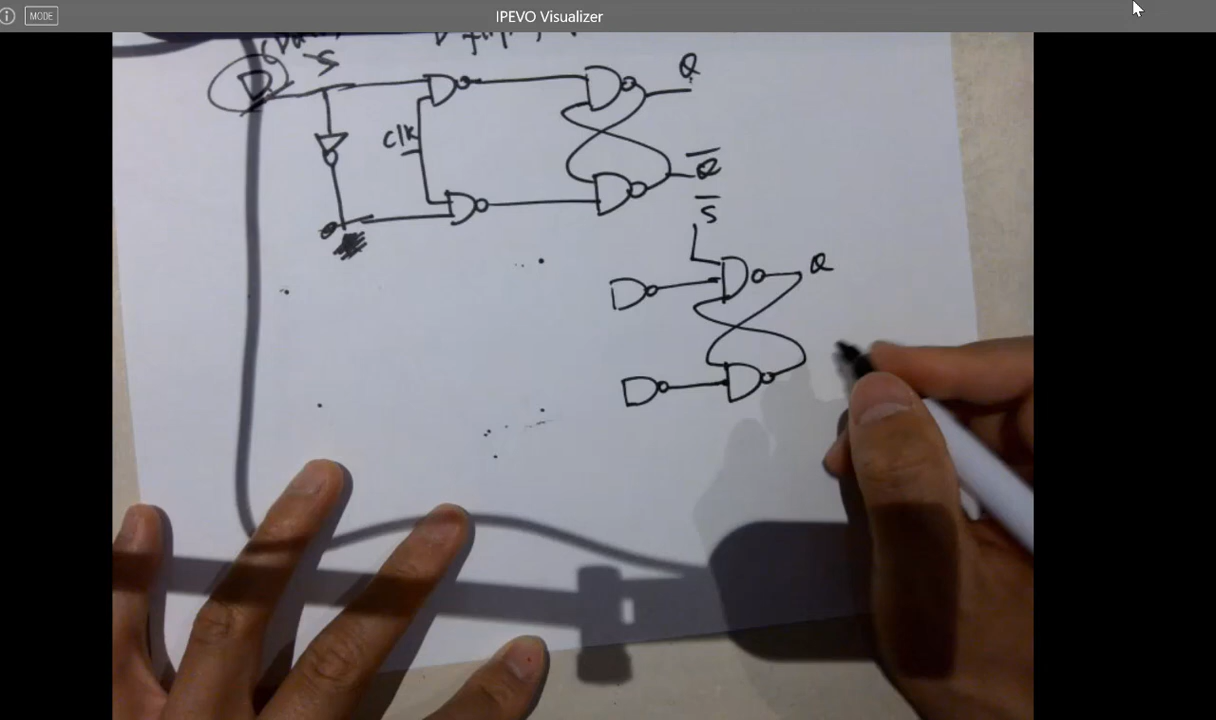 MODE
IPEVO Visualizer
S
D
Q
clk
Q̅
S̅
Q